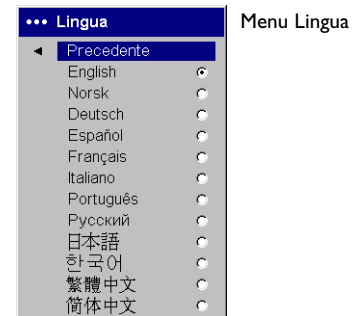 ••• Lingua
Menu Lingua
◄ Precedente
English
Norsk
Deutsch
Español
Français
Italiano
Português
Русский
日本語
한국어
繁體中文
简体中文